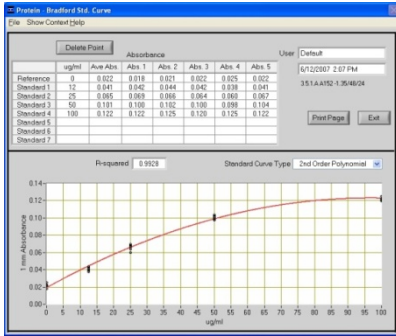 Protein - Bradford Std. Curve
File Show Context Help
Delete Point
Absorbance
User Default
6/12/2007 2:07 PM
3.5.1 A A152 -1.35/46/24
Print Page Exit
ug/ml Ave Abs. Abs. 1 Abs. 2 Abs. 3 Abs. 4 Abs. 5
Reference 0 0.022 0.018 0.021 0.022 0.025 0.022
Standard 1 12 0.041 0.042 0.044 0.042 0.038 0.041
Standard 2 25 0.065 0.069 0.066 0.064 0.060 0.067
Standard 3 50 0.101 0.100 0.102 0.100 0.098 0.104
Standard 4 100 0.122 0.122 0.125 0.120 0.125 0.122
Standard 5
Standard 6
Standard 7
R-squared 0.9928
Standard Curve Type 2nd Order Polynomial
1 mm Absorbance
0.14
0.12
0.10
0.08
0.06
0.04
0.02
0.00
0 5 10 15 20 25 30 35 40 45 50 55 60 65 70 75 80 85 90 95 100
ug/ml